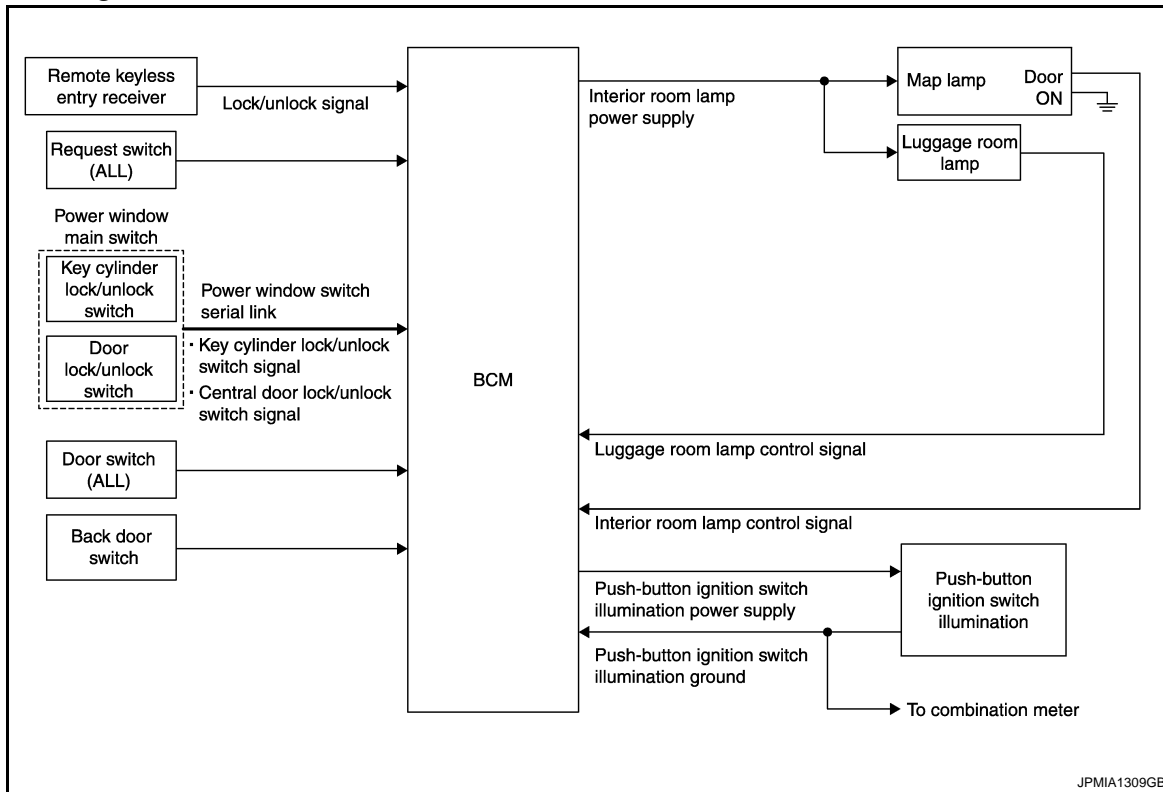 Remote keyless
entry receiver
Lock/unlock signal
Request switch
(ALL)
Power window
main switch
Key cylinder
lock/unlock
switch
Door
lock/unlock
switch
Power window switch
serial link
· Key cylinder lock/unlock
switch signal
· Central door lock/unlock
switch signal
Door switch
(ALL)
Back door
switch
BCM
Interior room lamp
power supply
Map lamp
Door
ON
Luggage room
lamp
Luggage room lamp control signal
Interior room lamp control signal
Push-button ignition switch
illumination power supply
Push-button ignition switch
illumination ground
Push-button
ignition switch
illumination
To combination meter
JPMIA1309GB